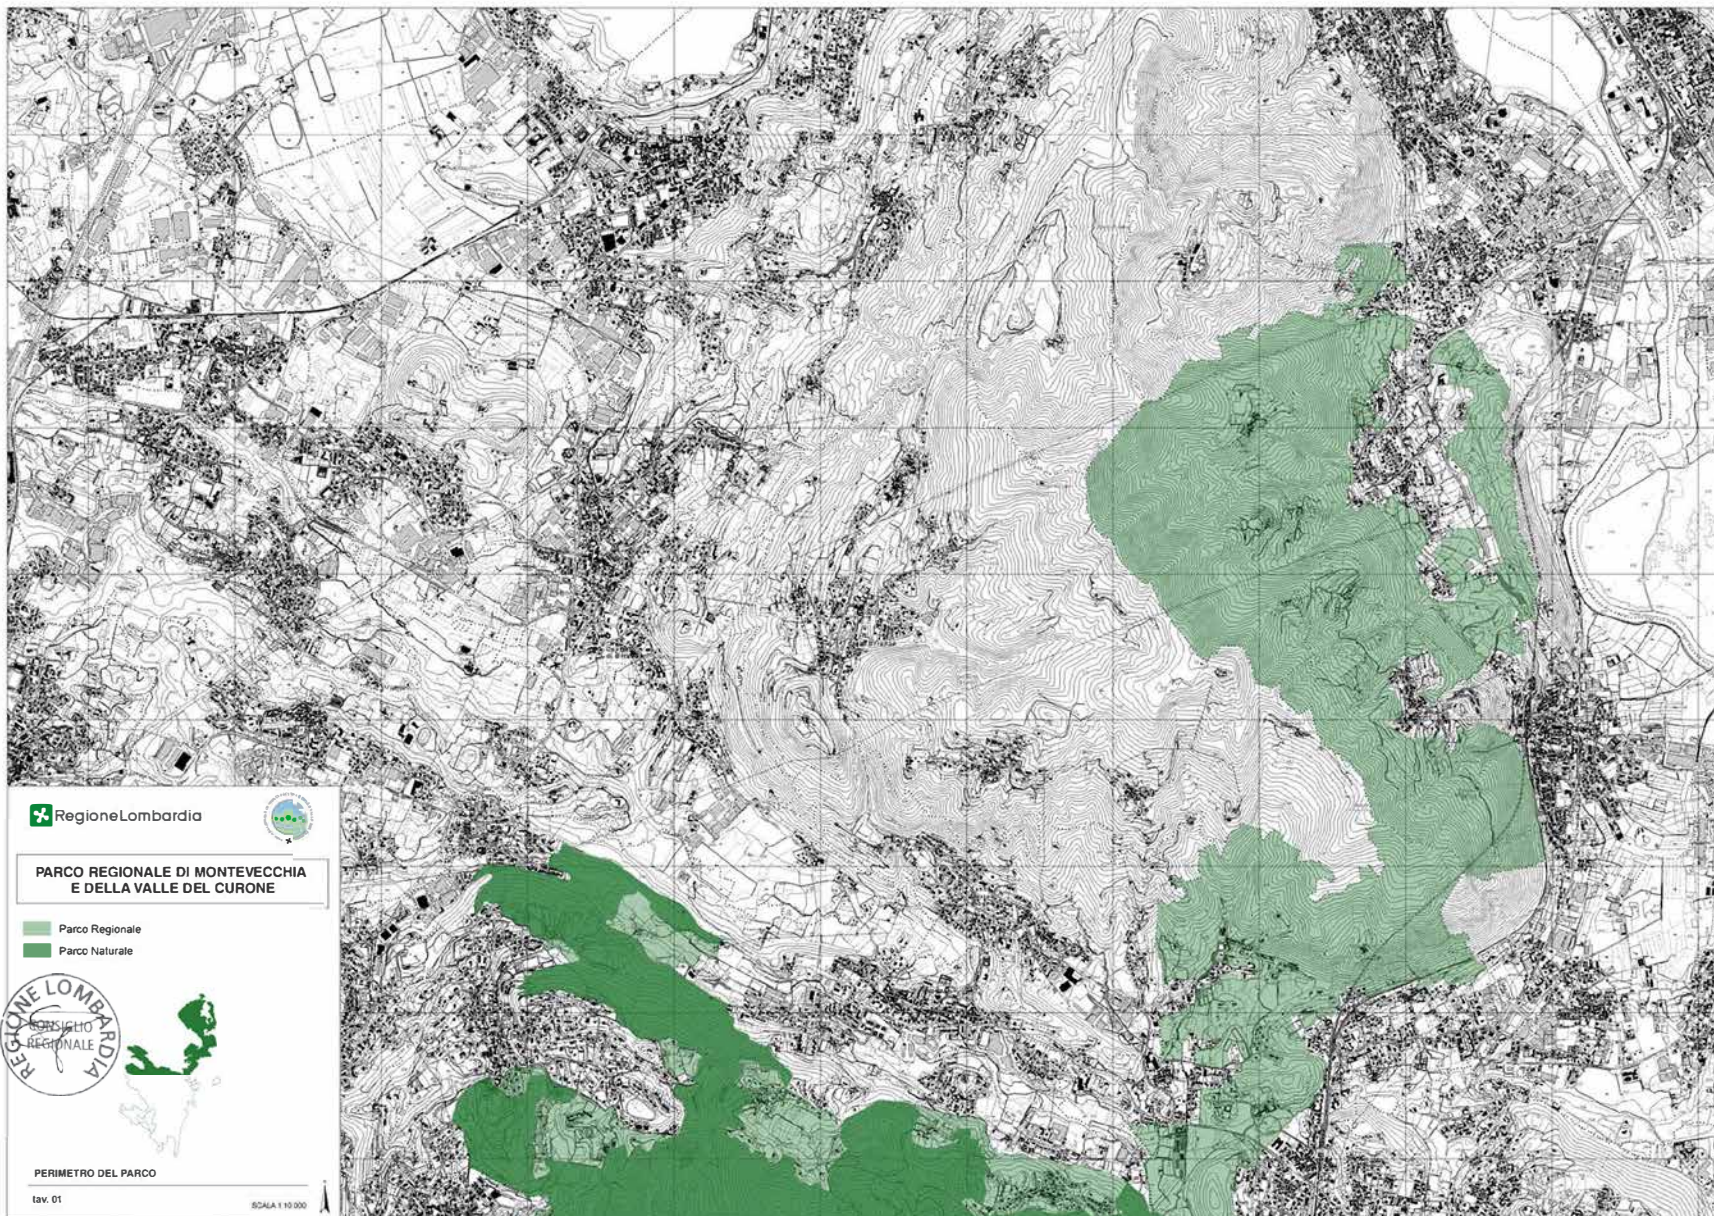 RegioneLombardia
PARCO REGIONALE DI MONTEVECCHIA
E DELLA VALLE DEL CURONE
Parco Regionale
Parco Naturale
REGIONE LOMBARDIA
CONSIGLIO
REGIONALE
PERIMETRO DEL PARCO
tav. 01
SCALA 1:10.000